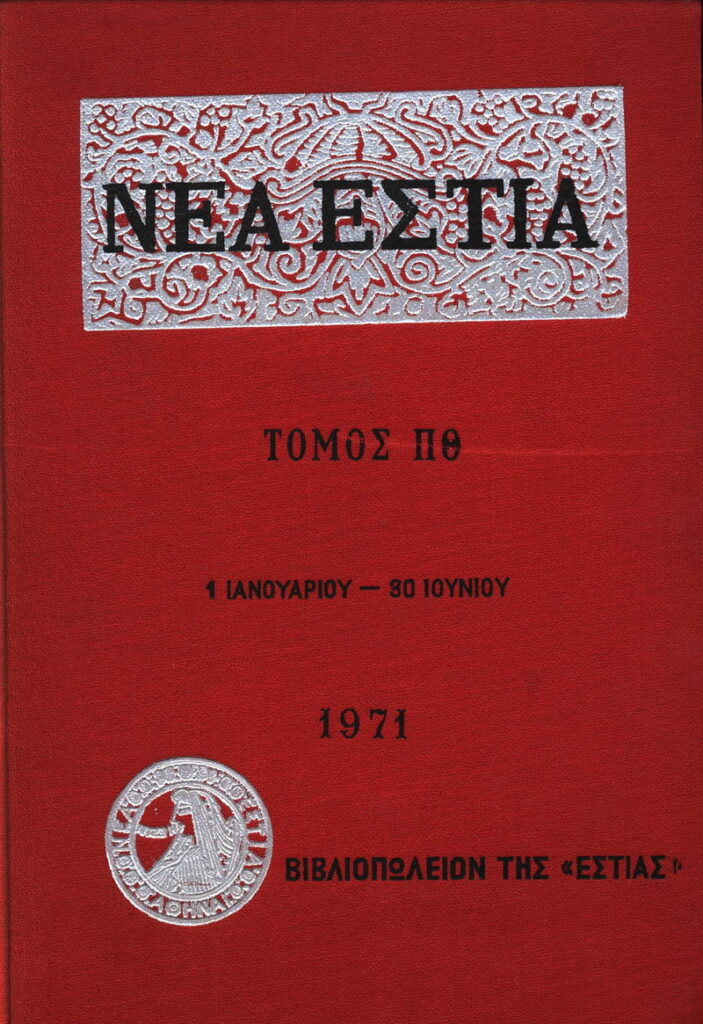 ΝΕΑ ΕΣΤΙΑ
ΤΟΜΟΣ ΠΘ
1 ΙΑΝΟΥΑΡΙΟΥ — 30 ΙΟΥΝΙΟΥ
1971
ΒΙΒΛΙΟΠΩΛΕΙΟΝ ΤΗΣ «ΕΣΤΙΑΣ»